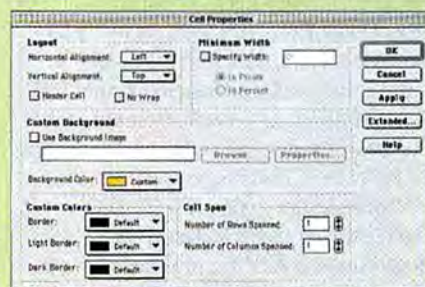 Cell Properties
Layout
Horizontal Alignment: Left
Vertical Alignment: Top
Header Cell No Wrap
Minimum Width
Specify Width:
In Pixels
In Percent
OK
Cancel
Apply
Extended...
Help
Custom Background
Use Background Image
Browse... Properties...
Background Color: Custom
Custom Colors
Border: Default
Light Border: Default
Dark Border: Default
Cell Span
Number of Rows Spanned: 1
Number of Columns Spanned: 1